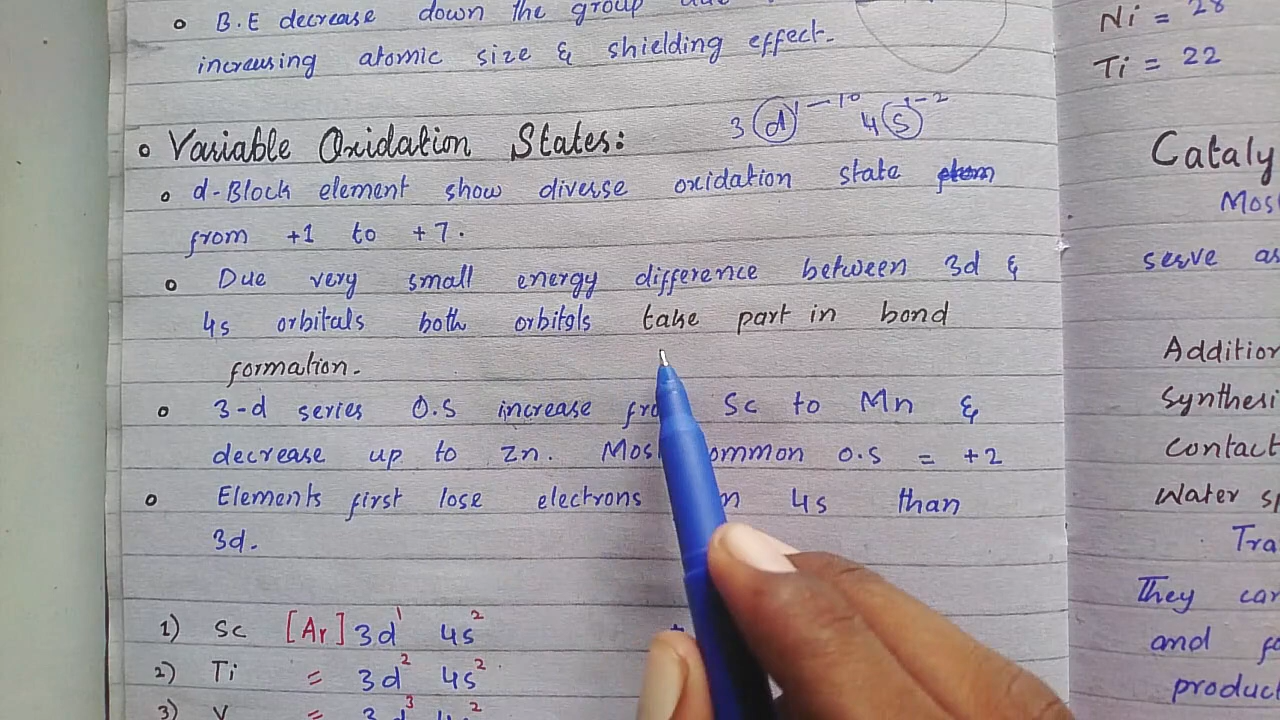 • B.E decrease down the group
increasing atomic size & shielding effect.
3d¹⁻¹⁰ 4s¹⁻²
• Variable Oxidation States:
• d-Block element show diverse oxidation state
from +1 to +7.
• Due very small energy difference between 3d &
4s orbitals both orbitals take part in bond
formation.
• 3-d series O.S increase Sc to Mn &
decrease up to Zn. O.S = +2
• Elements first lose electrons 4s than
3d.
1) Sc [Ar] 3d¹ 4s²
2) Ti = 3d² 4s²
3) V
Ni = 28
Ti = 22
Cataly
Mos
serve as
Addition
Synthesi
Contact
Water
Tra
They car
and
produc